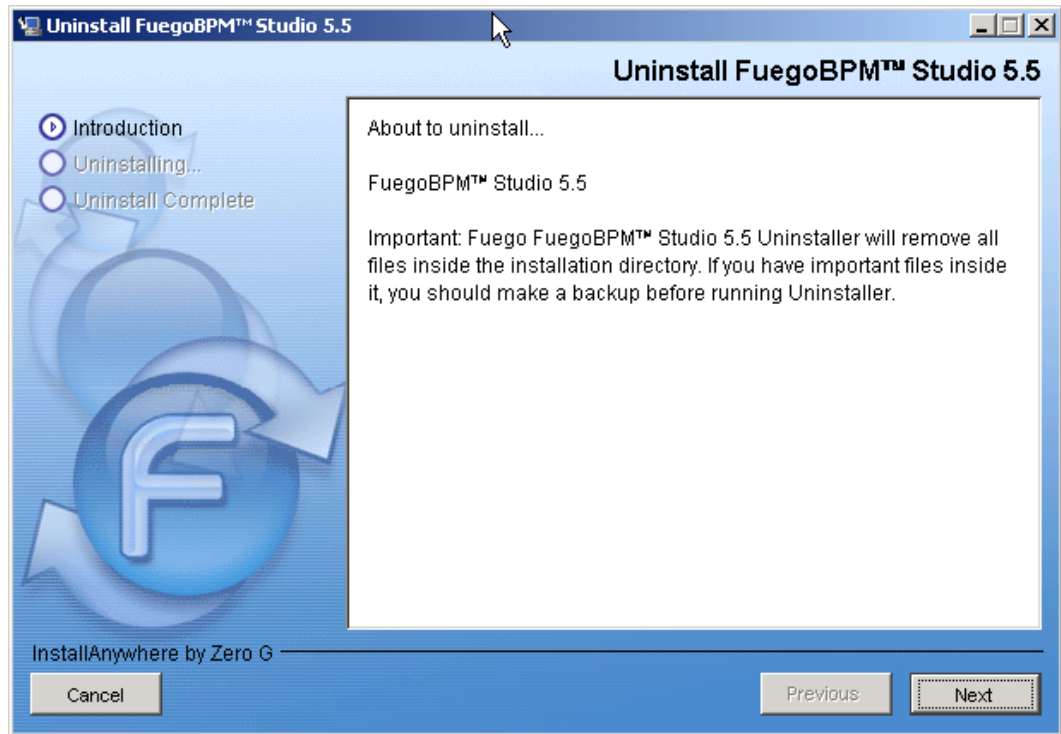 Uninstall FuegoBPM™ Studio 5.5
Uninstall FuegoBPM™ Studio 5.5
Introduction
Uninstalling...
Uninstall Complete
About to uninstall...
FuegoBPM™ Studio 5.5
Important: Fuego FuegoBPM™ Studio 5.5 Uninstaller will remove all
files inside the installation directory. If you have important files inside
it, you should make a backup before running Uninstaller.
F
InstallAnywhere by Zero G
Cancel
Previous
Next